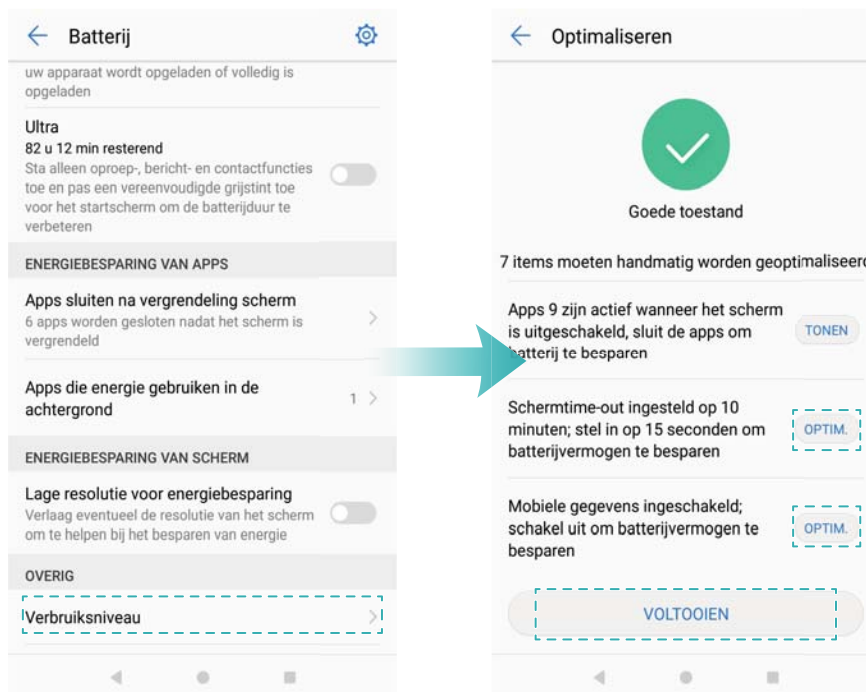 Batterij
uw apparaat wordt opgeladen of volledig is
opgeladen
Ultra
82 u 12 min resterend
Sta alleen oproep-, bericht- en contactfuncties
toe en pas een vereenvoudigde grijstint toe
voor het startscherm om de batterijduur te
verbeteren
ENERGIEBESPARING VAN APPS
Apps sluiten na vergrendeling scherm
6 apps worden gesloten nadat het scherm is
vergrendeld
Apps die energie gebruiken in de
achtergrond
1
ENERGIEBESPARING VAN SCHERM
Lage resolutie voor energiebesparing
Verlaag eventueel de resolutie van het scherm
om te helpen bij het besparen van energie
OVERIG
Verbruiksniveau
Optimaliseren
Goede toestand
7 items moeten handmatig worden geoptimaliseerd
Apps 9 zijn actief wanneer het scherm
is uitgeschakeld, sluit de apps om
batterij te besparen
TONEN
Schermtime-out ingesteld op 10
minuten; stel in op 15 seconden om
batterijvermogen te besparen
OPTIM.
Mobiele gegevens ingeschakeld;
schakel uit om batterijvermogen te
besparen
OPTIM.
VOLTOOIEN